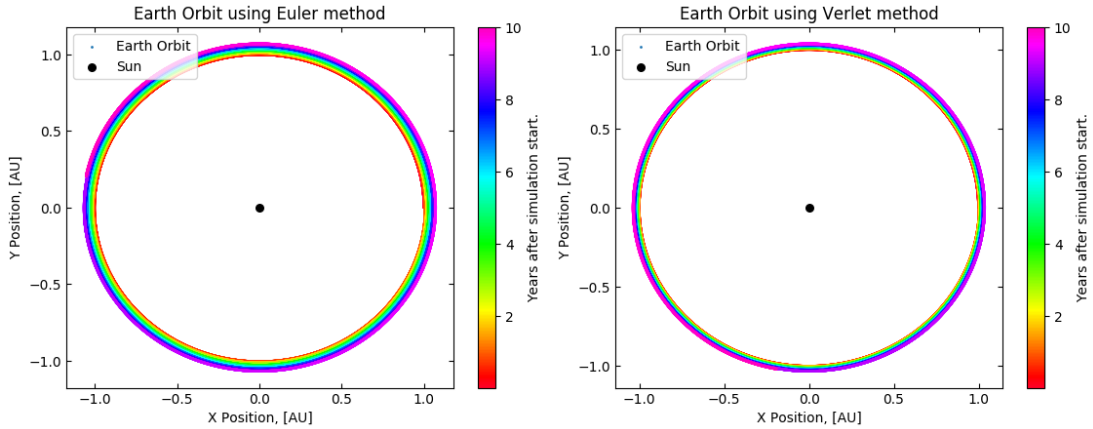 Earth Orbit using Euler method
Earth Orbit
Sun
1.0
0.5
0.0
−0.5
−1.0
Y Position, [AU]
−1.0
−0.5
0.0
0.5
1.0
X Position, [AU]
10
8
6
4
2
Years after simulation start.
Earth Orbit using Verlet method
Earth Orbit
Sun
1.0
0.5
0.0
−0.5
−1.0
Y Position, [AU]
−1.0
−0.5
0.0
0.5
1.0
X Position, [AU]
10
8
6
4
2
Years after simulation start.